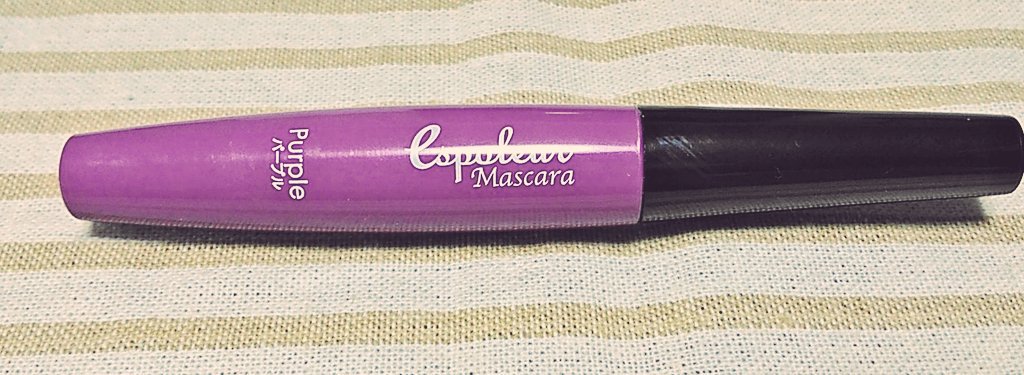 Espoleur
Mascara
Purple
パープル